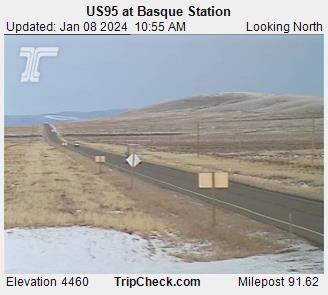 US95 at Basque Station
Updated: Jan 08 2024 10:55 AM Looking North
Elevation 4460 TripCheck.com Milepost 91.62